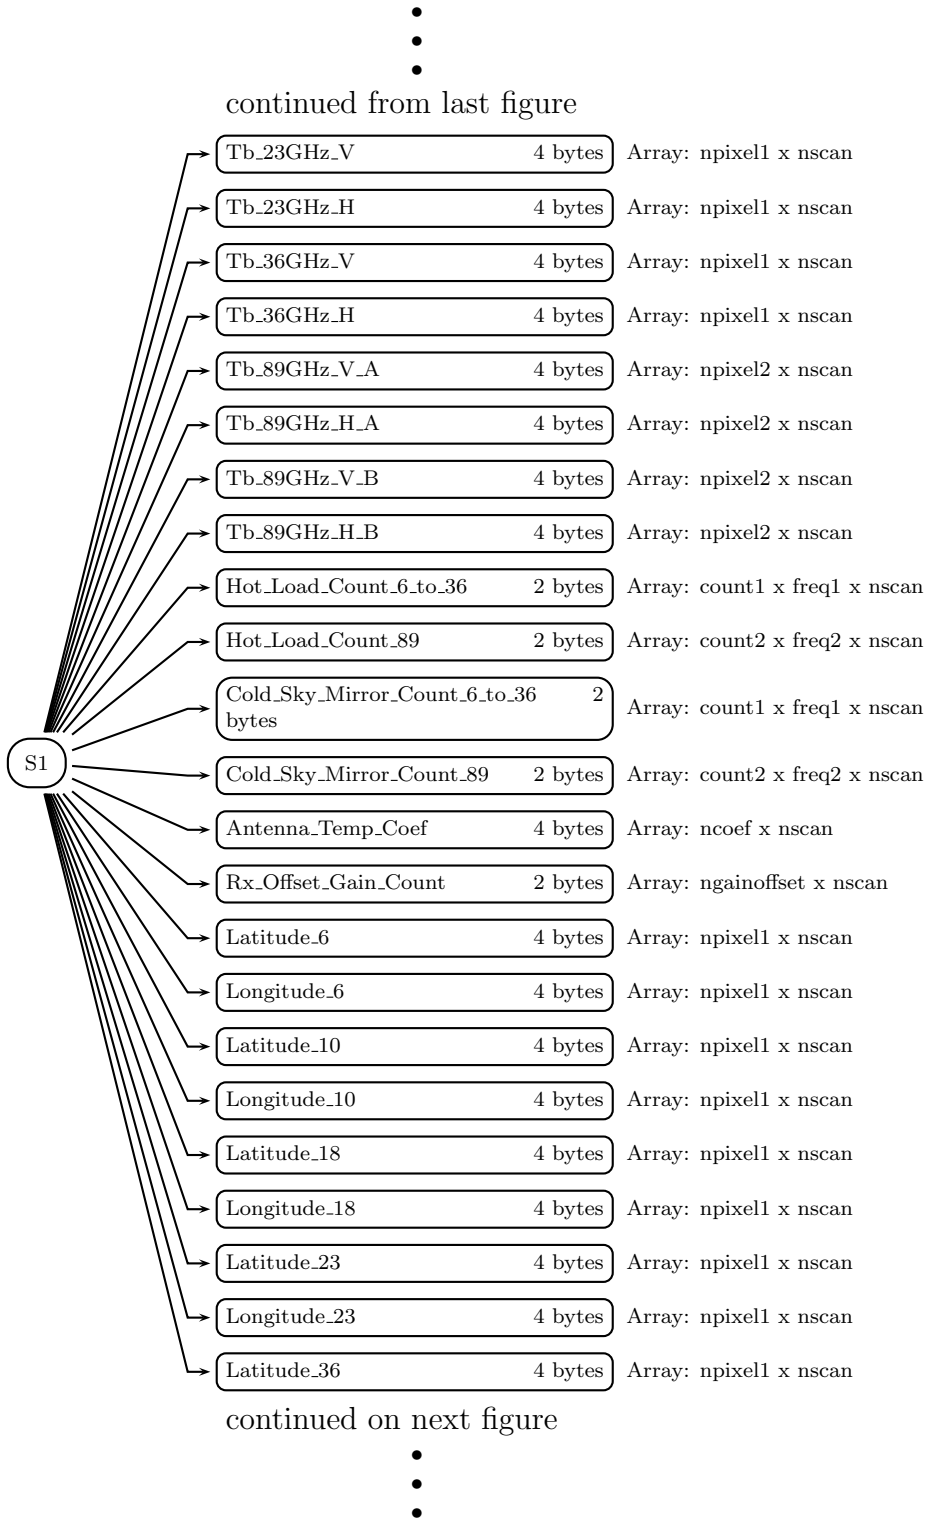 continued from last figure
Tb_23GHz_V 4 bytes Array: npixel1 x nscan
Tb_23GHz_H 4 bytes Array: npixel1 x nscan
Tb_36GHz_V 4 bytes Array: npixel1 x nscan
Tb_36GHz_H 4 bytes Array: npixel1 x nscan
Tb_89GHz_V_A 4 bytes Array: npixel2 x nscan
Tb_89GHz_H_A 4 bytes Array: npixel2 x nscan
Tb_89GHz_V_B 4 bytes Array: npixel2 x nscan
Tb_89GHz_H_B 4 bytes Array: npixel2 x nscan
Hot_Load_Count_6_to_36 2 bytes Array: count1 x freq1 x nscan
Hot_Load_Count_89 2 bytes Array: count2 x freq2 x nscan
Cold_Sky_Mirror_Count_6_to_36 2
bytes
Array: count1 x freq1 x nscan
S1
Cold_Sky_Mirror_Count_89 2 bytes Array: count2 x freq2 x nscan
Antenna_Temp_Coef 4 bytes Array: ncoef x nscan
Rx_Offset_Gain_Count 2 bytes Array: ngainoffset x nscan
Latitude_6 4 bytes Array: npixel1 x nscan
Longitude_6 4 bytes Array: npixel1 x nscan
Latitude_10 4 bytes Array: npixel1 x nscan
Longitude_10 4 bytes Array: npixel1 x nscan
Latitude_18 4 bytes Array: npixel1 x nscan
Longitude_18 4 bytes Array: npixel1 x nscan
Latitude_23 4 bytes Array: npixel1 x nscan
Longitude_23 4 bytes Array: npixel1 x nscan
Latitude_36 4 bytes Array: npixel1 x nscan
continued on next figure